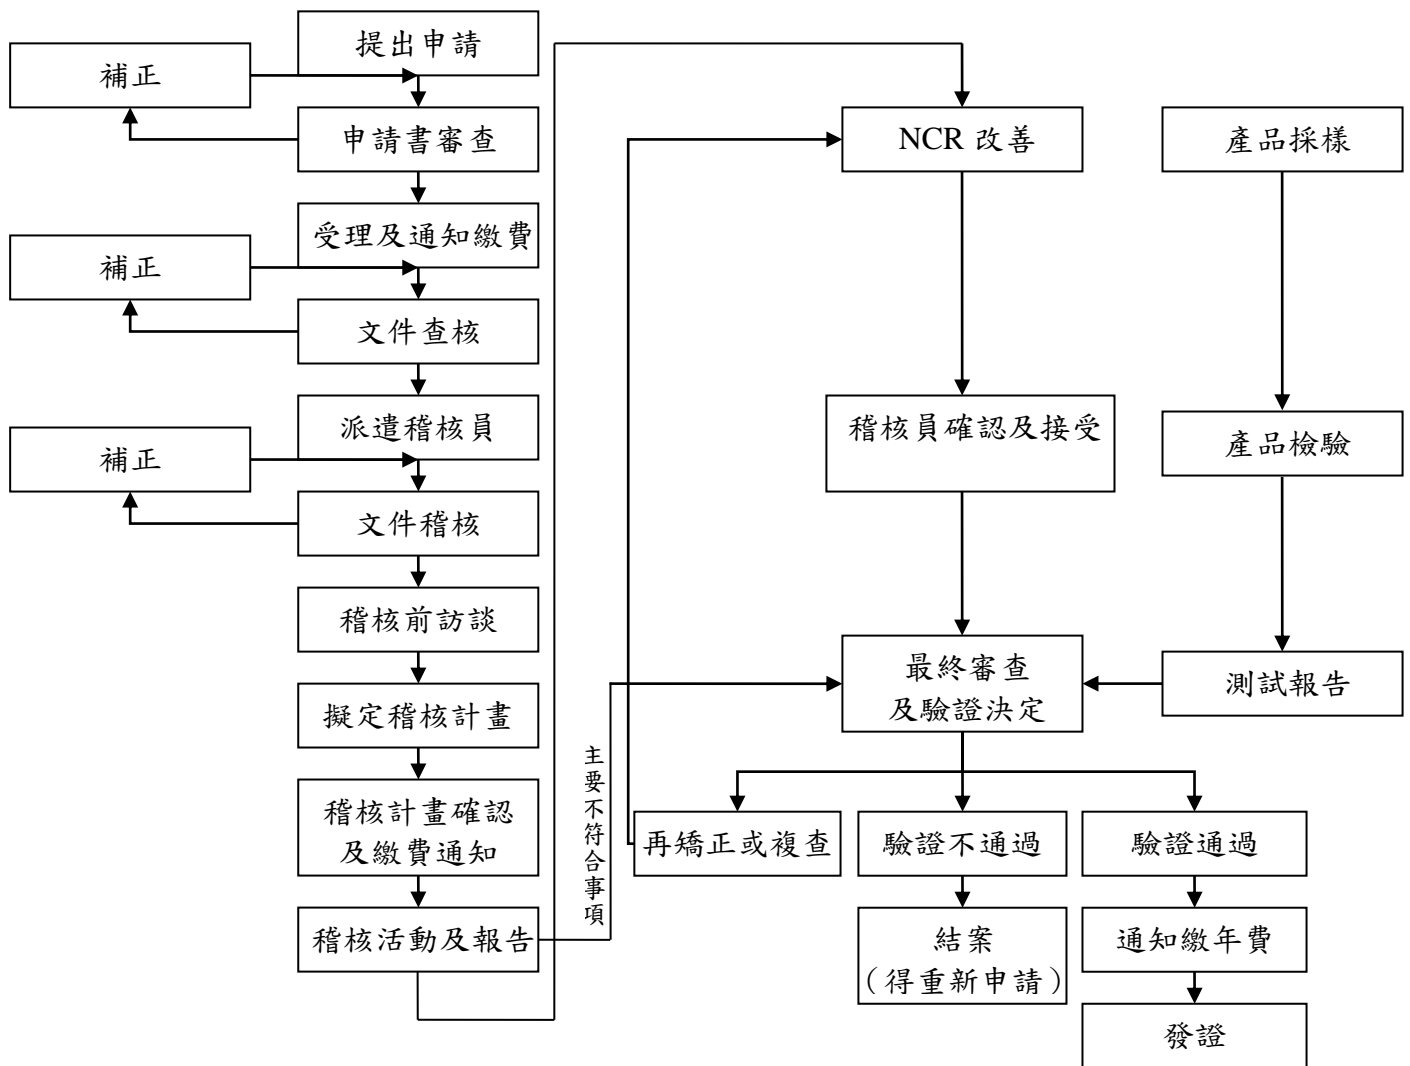 提出申請
補正
申請書審查
受理及通知繳費
補正
文件查核
派遣稽核員
補正
文件稽核
稽核前訪談
擬定稽核計畫
稽核計畫確認
及繳費通知
稽核活動及報告
主要不符合事項
NCR 改善
稽核員確認及接受
最終審查
及驗證決定
產品採樣
產品檢驗
測試報告
再矯正或複查
驗證不通過
結案
（得重新申請）
驗證通過
通知繳年費
發證